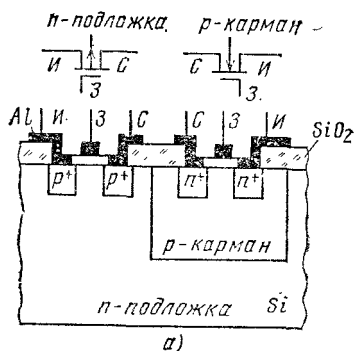 n-подложка p-карман
И С С И
З З
Al И З С С З И SiO2
p+ p+ n+ n+
p-карман
n-подложка Si
а)